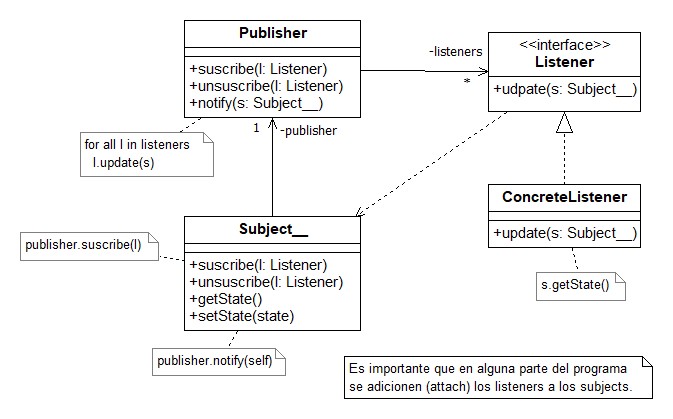 Publisher
+suscribe(l: Listener)
+unsuscribe(l: Listener)
+notify(s: Subject__)
-listeners
*
<<interface>>
Listener
+udpate(s: Subject__)
for all l in listeners
l.update(s)
1
-publisher
ConcreteListener
+update(s: Subject__)
s.getState()
Subject__
+suscribe(l: Listener)
+unsuscribe(l: Listener)
+getState()
+setState(state)
publisher.suscribe(l)
publisher.notify(self)
Es importante que en alguna parte del programa
se adicionen (attach) los listeners a los subjects.